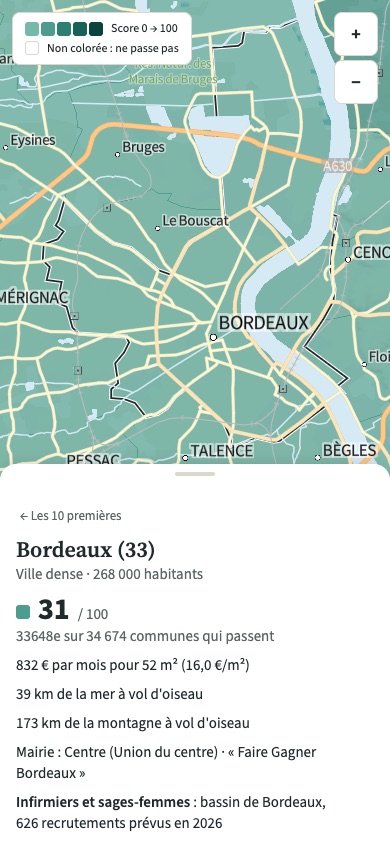 Score 0 → 100
Non colorée : ne passe pas
+
−
Marais de Bruges
Eysines
Bruges
A630
Le Bouscat
CENO
MÉRIGNAC
BORDEAUX
Floi
TALENCE
BÈGLES
PESSAC
← Les 10 premières
Bordeaux (33)
Ville dense · 268 000 habitants
31 / 100
33648e sur 34 674 communes qui passent
832 € par mois pour 52 m² (16,0 €/m²)
39 km de la mer à vol d'oiseau
173 km de la montagne à vol d'oiseau
Mairie : Centre (Union du centre) · « Faire Gagner
Bordeaux »
Infirmiers et sages-femmes : bassin de Bordeaux,
626 recrutements prévus en 2026